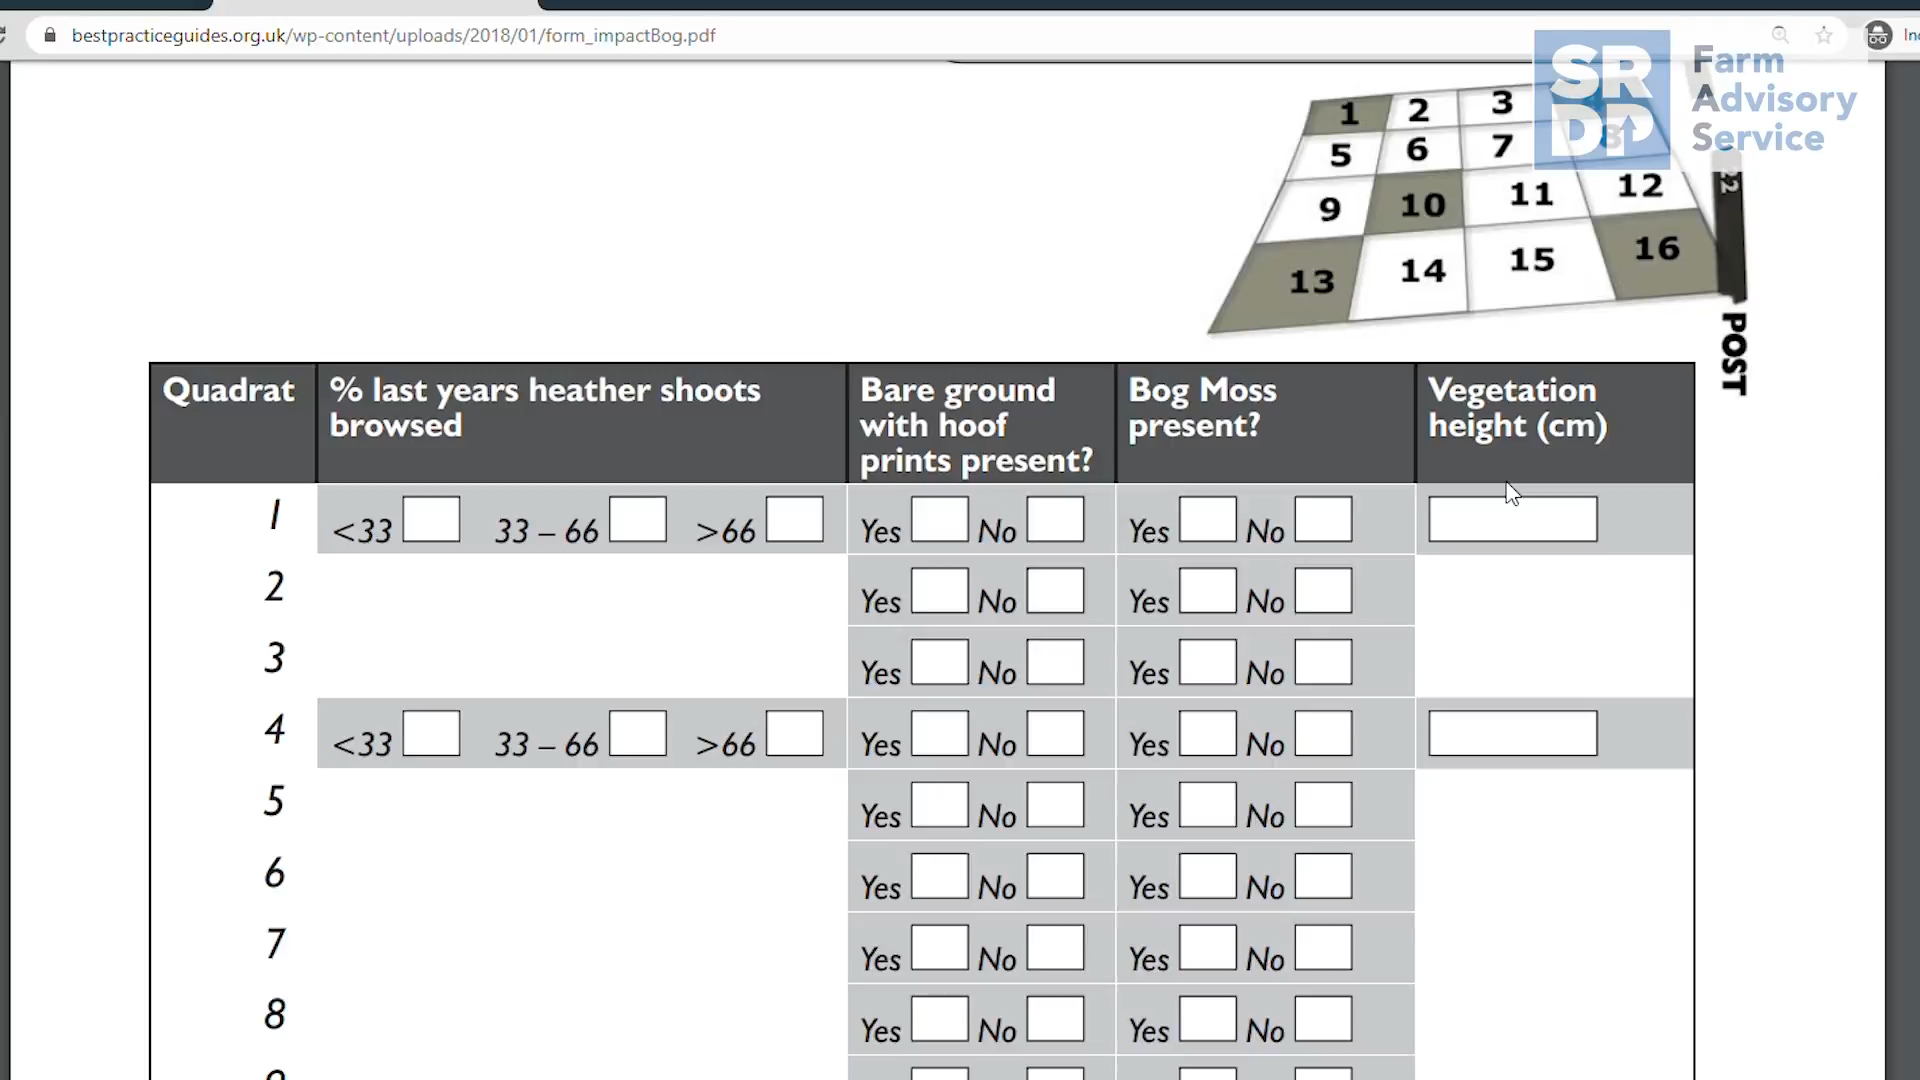 bestpracticeguides.org.uk/wp-content/uploads/2018/01/form_impactBog.pdf
SR
DP
Farm
Advisory
Service
1 2 3
5 6 7 8
9 10 11 12
13 14 15 16
22
POST
Quadrat % last years heather shoots browsed Bare ground with hoof prints present? Bog Moss present? Vegetation height (cm)
1 <33 33 – 66 >66 Yes No Yes No
2 Yes No Yes No
3 Yes No Yes No
4 <33 33 – 66 >66 Yes No Yes No
5 Yes No Yes No
6 Yes No Yes No
7 Yes No Yes No
8 Yes No Yes No